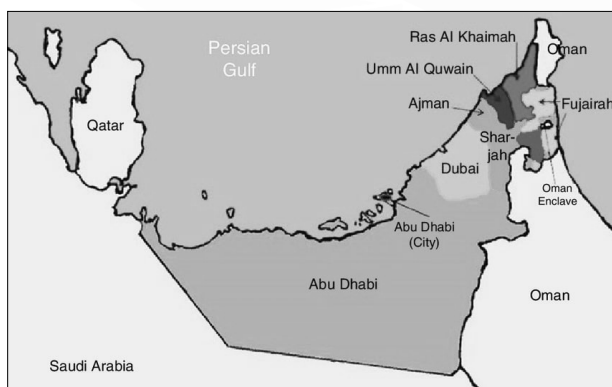 Persian
Gulf
Ras Al Khaimah
Oman
Umm Al Quwain
Ajman
Fujairah
Qatar
Shar-
jah
Dubai
Oman
Enclave
Abu Dhabi
(City)
Abu Dhabi
Oman
Saudi Arabia